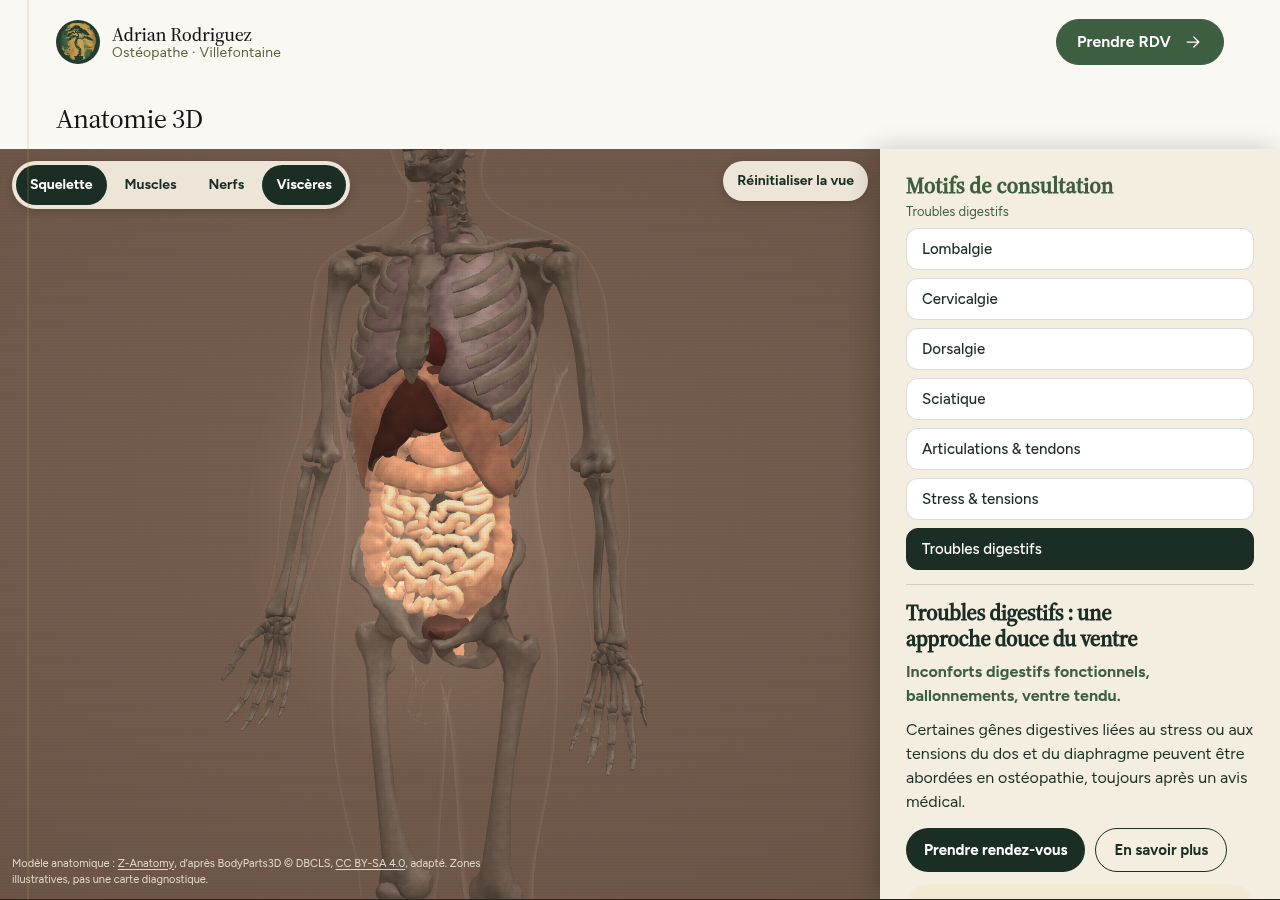 Adrian Rodriguez
Ostéopathe · Villefontaine
Prendre RDV
Anatomie 3D
Squelette
Muscles
Nerfs
Viscères
Réinitialiser la vue
Modèle anatomique : Z-Anatomy, d'après BodyParts3D © DBCLS, CC BY-SA 4.0, adapté. Zones
illustratives, pas une carte diagnostique.
Motifs de consultation
Troubles digestifs
Lombalgie
Cervicalgie
Dorsalgie
Sciatique
Articulations & tendons
Stress & tensions
Troubles digestifs
Troubles digestifs : une
approche douce du ventre
Inconforts digestifs fonctionnels,
ballonnements, ventre tendu.
Certaines gênes digestives liées au stress ou aux
tensions du dos et du diaphragme peuvent être
abordées en ostéopathie, toujours après un avis
médical.
Prendre rendez-vous
En savoir plus